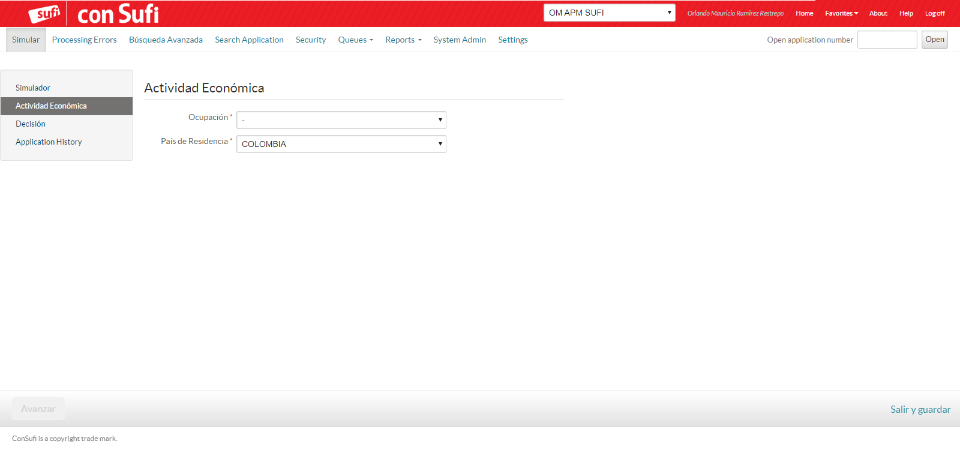 sufi con Sufi OM APM SUFI Orlando Mauricio Ramirez Restrepo Home Favorites About Help Log off
Simular Processing Errors Búsqueda Avanzada Search Application Security Queues Reports System Admin Settings Open application number Open
Simulador
Actividad Económica
Decisión
Application History
Actividad Económica
Ocupación * -
País de Residencia * COLOMBIA
Avanzar Salir y guardar
ConSufi is a copyright trade mark.